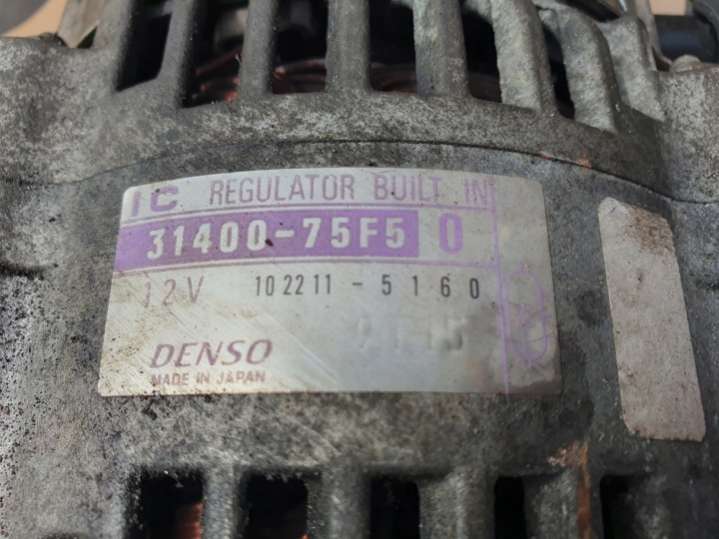 IC REGULATOR BUILT IN
31400-75F5 0
12V 102211-5160
DENSO
MADE IN JAPAN